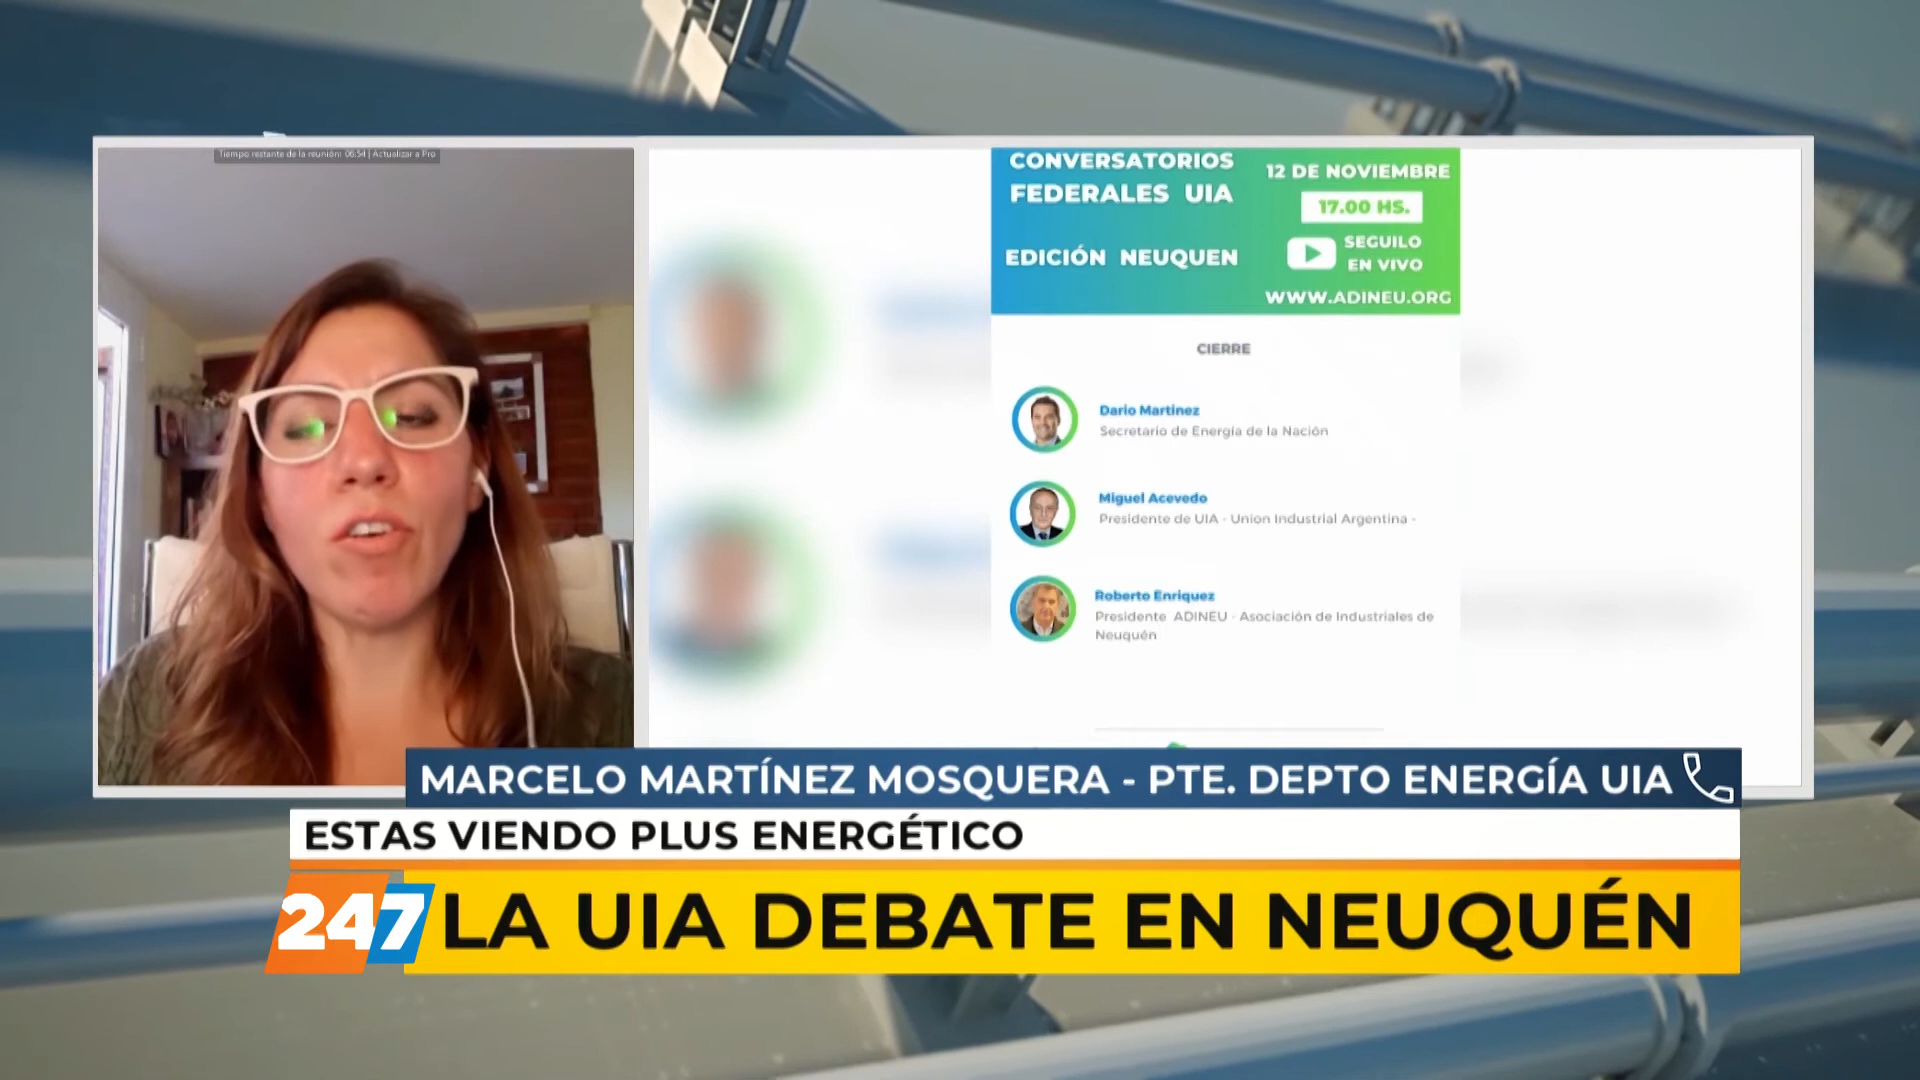 Tiempo restante de la reunión: 06:54 | Actualizar a Pro
CONVERSATORIOS
FEDERALES UIA
EDICIÓN NEUQUEN
12 DE NOVIEMBRE
17.00 HS.
SEGUILO
EN VIVO
WWW.ADINEU.ORG
CIERRE
Dario Martinez
Secretario de Energía de la Nación
Miguel Acevedo
Presidente de UIA - Union Industrial Argentina -
Roberto Enriquez
Presidente ADINEU - Asociación de Industriales de
Neuquén
MARCELO MARTÍNEZ MOSQUERA - PTE. DEPTO ENERGÍA UIA
ESTAS VIENDO PLUS ENERGÉTICO
247
LA UIA DEBATE EN NEUQUÉN